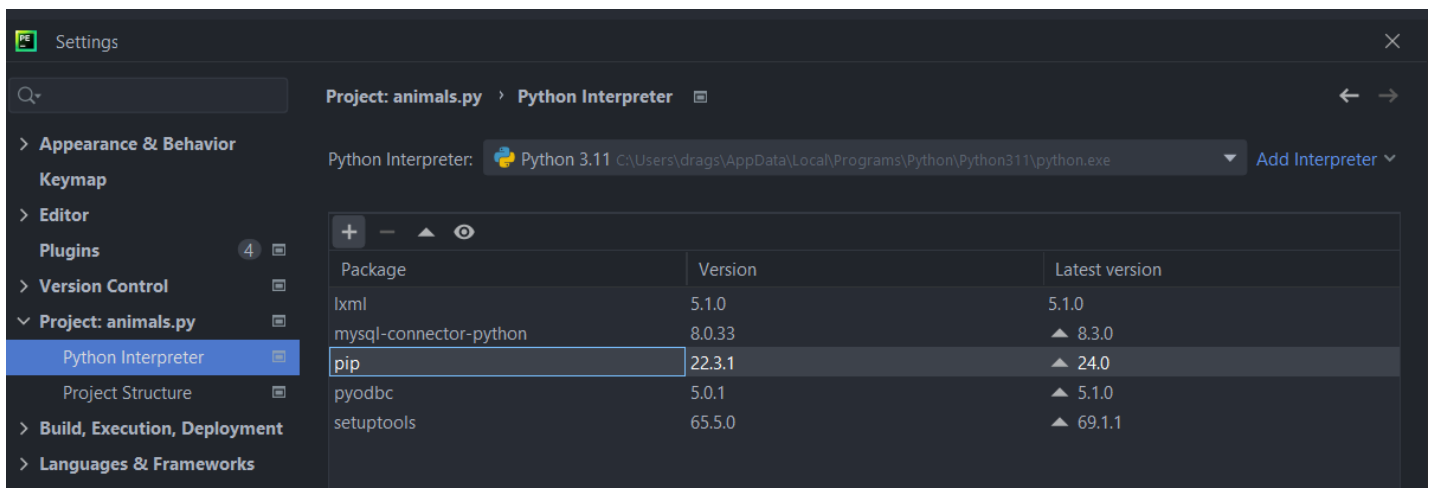 PE Settings
Project: animals.py › Python Interpreter
> Appearance & Behavior
Python Interpreter: Python 3.11 C:\Users\drags\AppData\Local\Programs\Python\Python311\python.exe Add Interpreter
Keymap
> Editor
Plugins 4
> Version Control
Project: animals.py
Python Interpreter
Project Structure
> Build, Execution, Deployment
> Languages & Frameworks
Package Version Latest version
lxml 5.1.0 5.1.0
mysql-connector-python 8.0.33 ▲ 8.3.0
pip 22.3.1 ▲ 24.0
pyodbc 5.0.1 ▲ 5.1.0
setuptools 65.5.0 ▲ 69.1.1